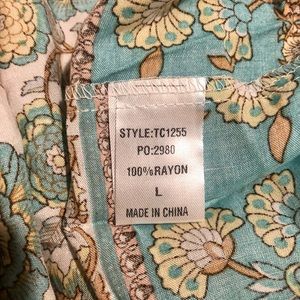 STYLE:TC1255
PO:2980
100%RAYON
L
MADE IN CHINA